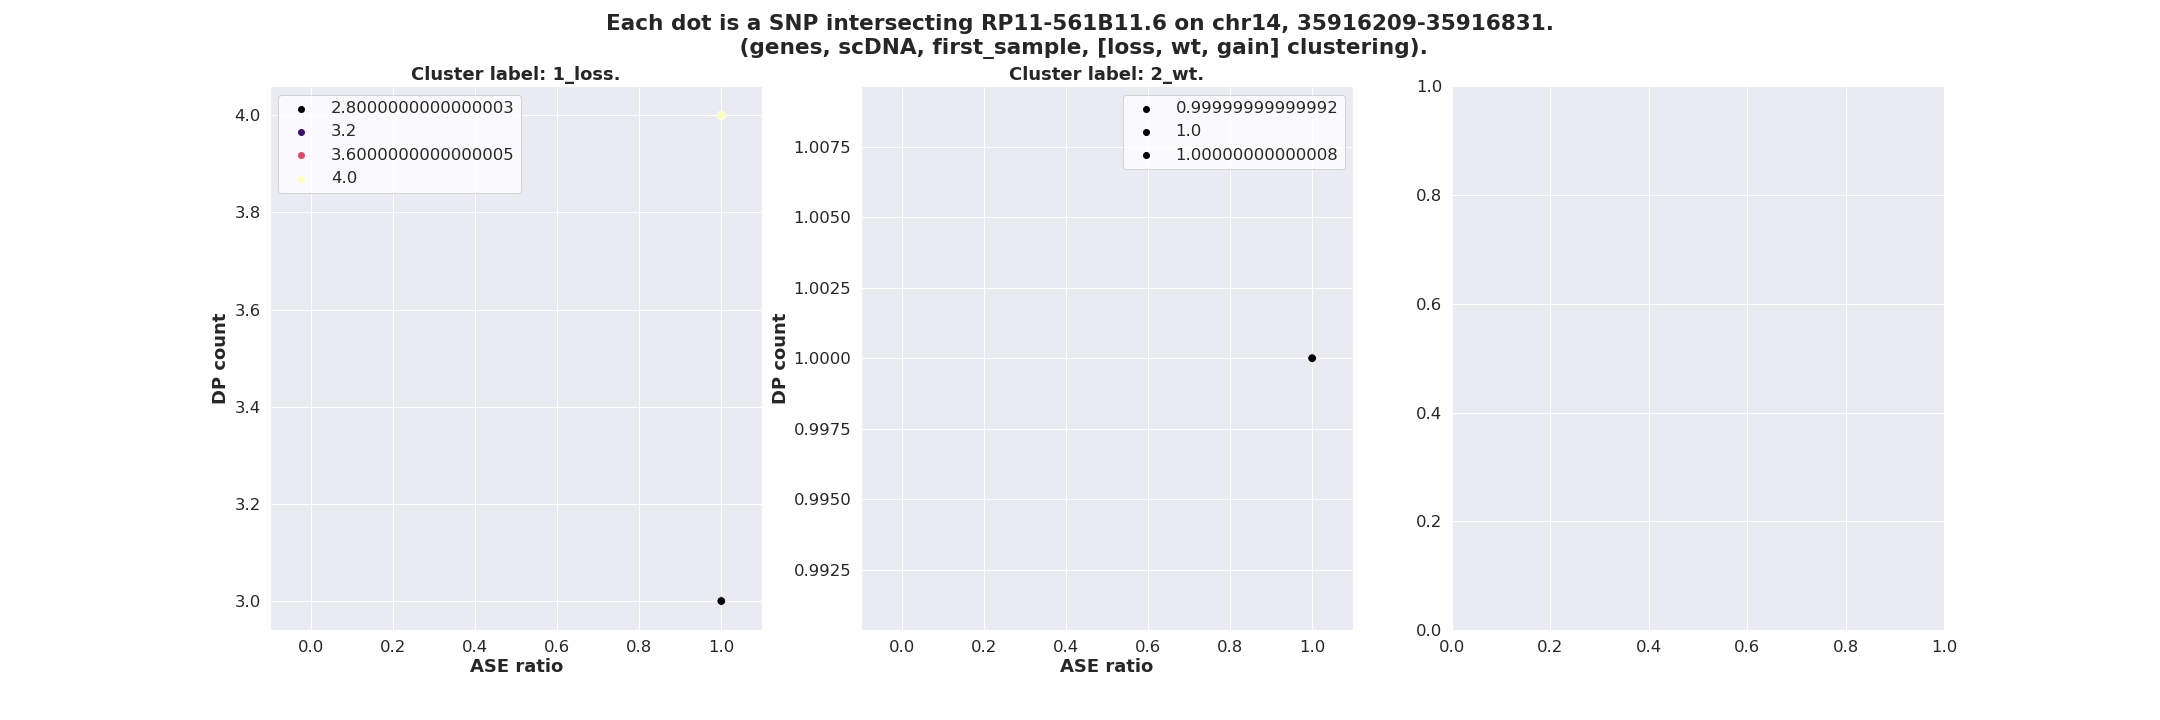 Each dot is a SNP intersecting RP11-561B11.6 on chr14, 35916209-35916831.
(genes, scDNA, first_sample, [loss, wt, gain] clustering).
Cluster label: 1_loss.
2.8000000000000003
3.2
3.6000000000000005
4.0
4.0
3.8
3.6
3.4
3.2
3.0
DP count
0.0 0.2 0.4 0.6 0.8 1.0
ASE ratio
Cluster label: 2_wt.
0.99999999999992
1.0
1.00000000000008
1.0075
1.0050
1.0025
1.0000
0.9975
0.9950
0.9925
DP count
0.0 0.2 0.4 0.6 0.8 1.0
ASE ratio
1.0
0.8
0.6
0.4
0.2
0.0
0.0 0.2 0.4 0.6 0.8 1.0